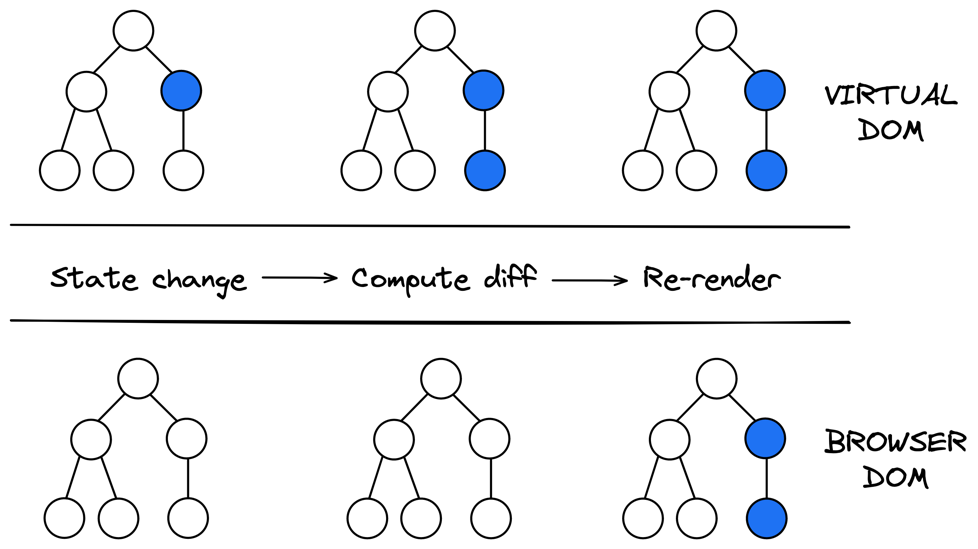 VIRTUAL
DOM
State change
Compute diff
Re-render
BROWSER
DOM